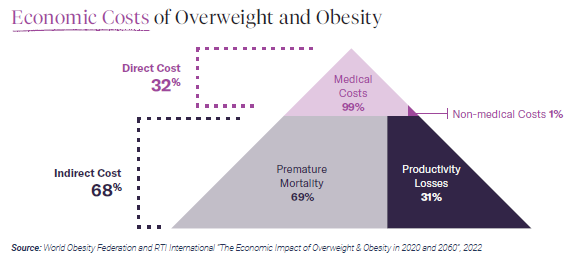 Economic Costs of Overweight and Obesity
Direct Cost
32%
Medical
Costs
99%
Non-medical Costs 1%
Indirect Cost
68%
Premature
Mortality
69%
Productivity
Losses
31%
Source: World Obesity Federation and RTI International "The Economic Impact of Overweight & Obesity in 2020 and 2060", 2022